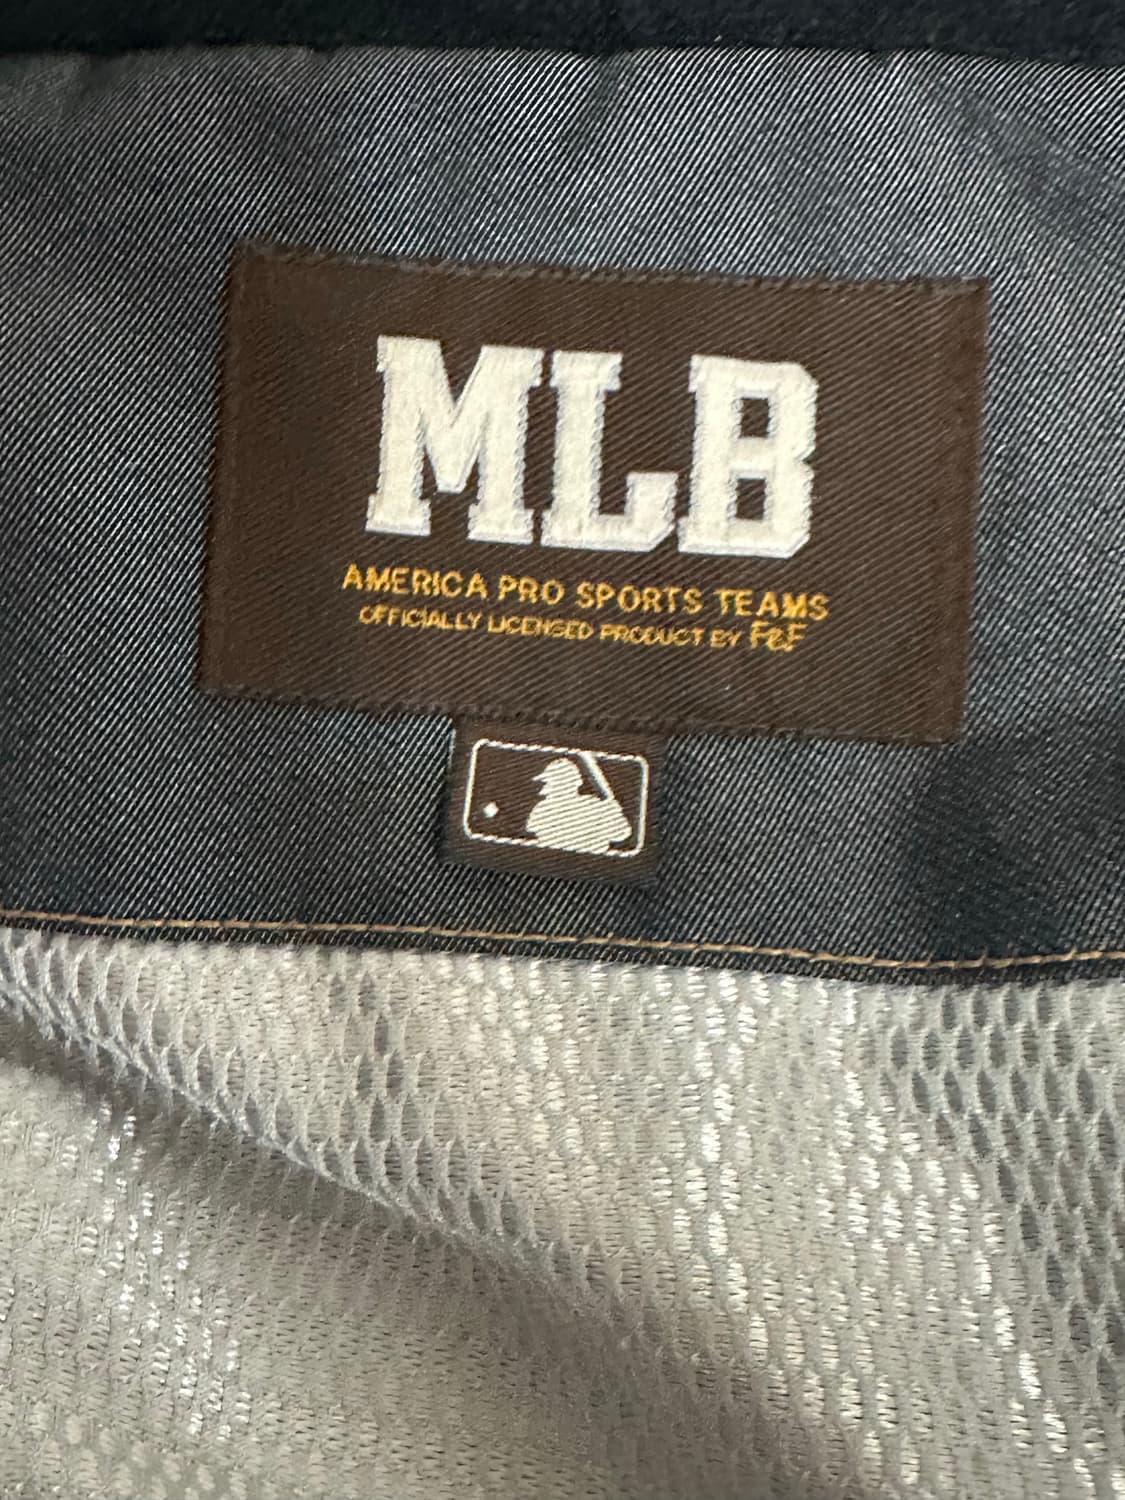 MLB
AMERICA PRO SPORTS TEAMS
OFFICIALLY LICENSED PRODUCT BY F&F